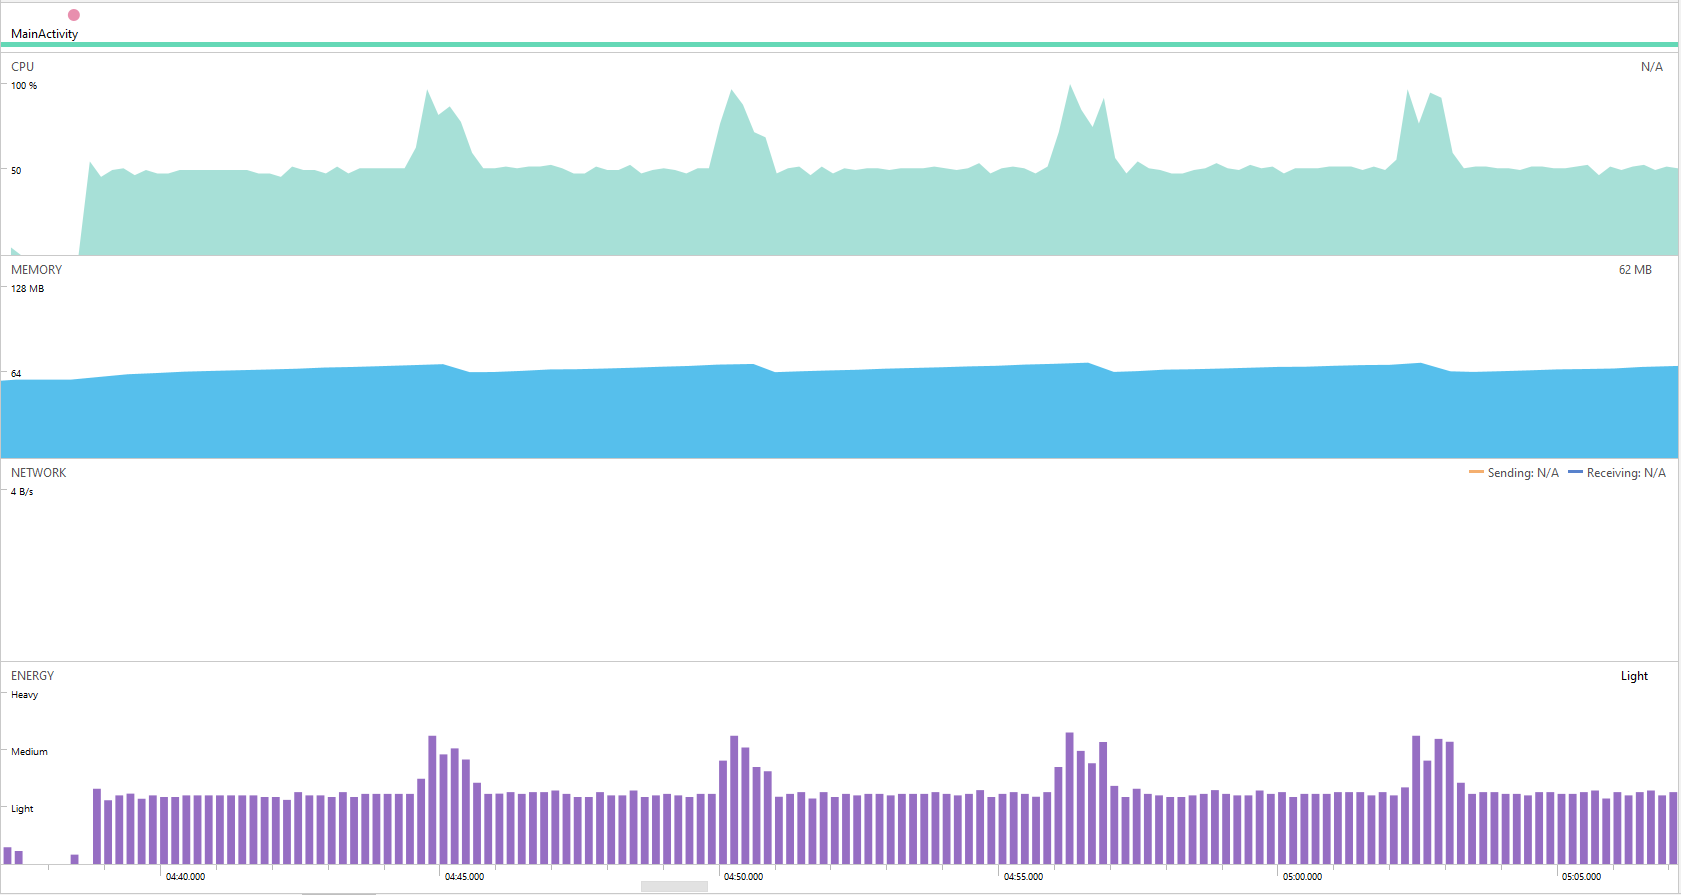 MainActivity
CPU N/A
100 %
50
MEMORY 62 MB
128 MB
64
NETWORK Sending: N/A Receiving: N/A
4 B/s
ENERGY Light
Heavy
Medium
Light
04:40.000 04:45.000 04:50.000 04:55.000 05:00.000 05:05.000